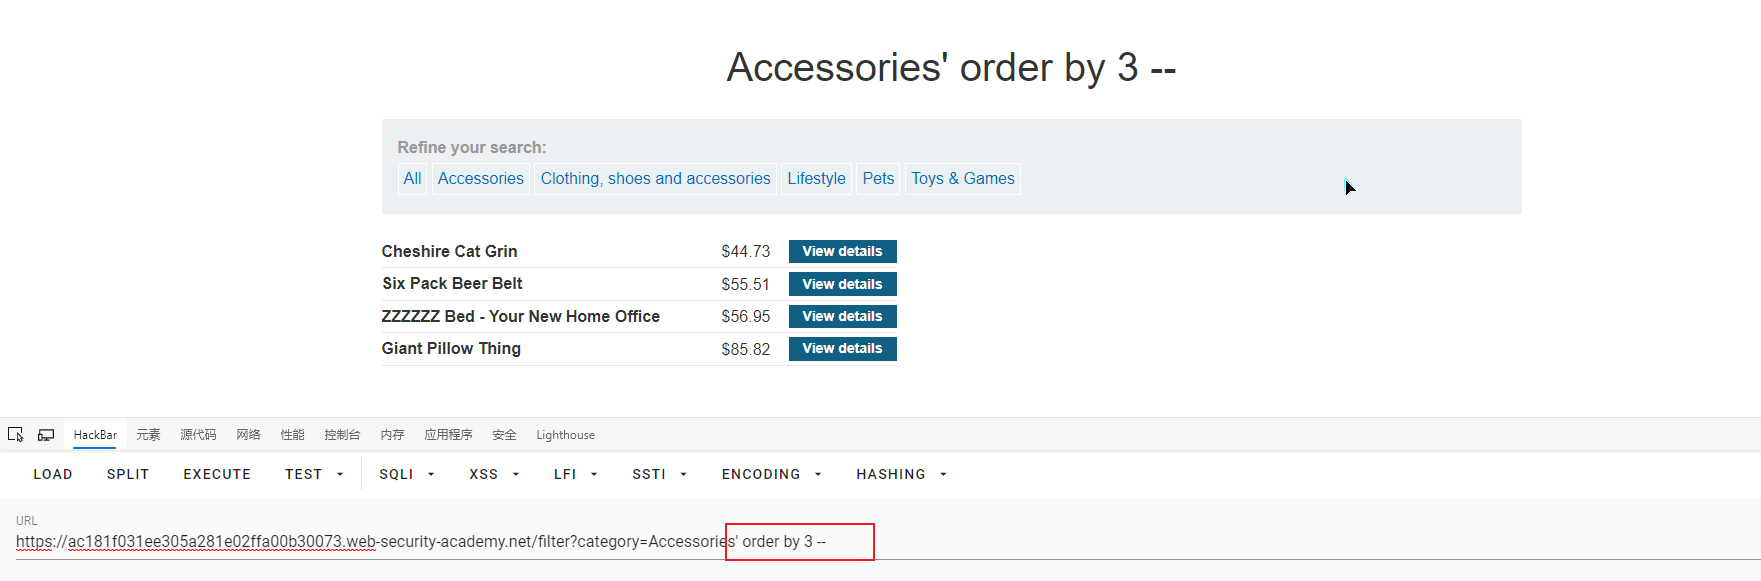 Accessories' order by 3 --
Refine your search:
All Accessories Clothing, shoes and accessories Lifestyle Pets Toys & Games
Cheshire Cat Grin $44.73 View details
Six Pack Beer Belt $55.51 View details
ZZZZZZ Bed - Your New Home Office $56.95 View details
Giant Pillow Thing $85.82 View details
HackBar 元素 源代码 网络 性能 控制台 内存 应用程序 安全 Lighthouse
LOAD SPLIT EXECUTE TEST SQLI XSS LFI SSTI ENCODING HASHING
URL
https://ac181f031ee305a281e02ffa00b30073.web-security-academy.net/filter?category=Accessories' order by 3 --